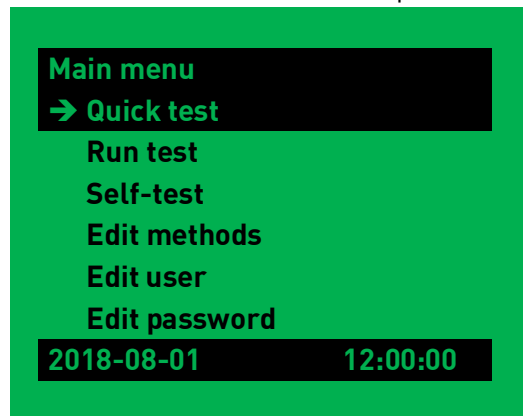 Main menu
➔ Quick test
Run test
Self-test
Edit methods
Edit user
Edit password
2018-08-01 12:00:00